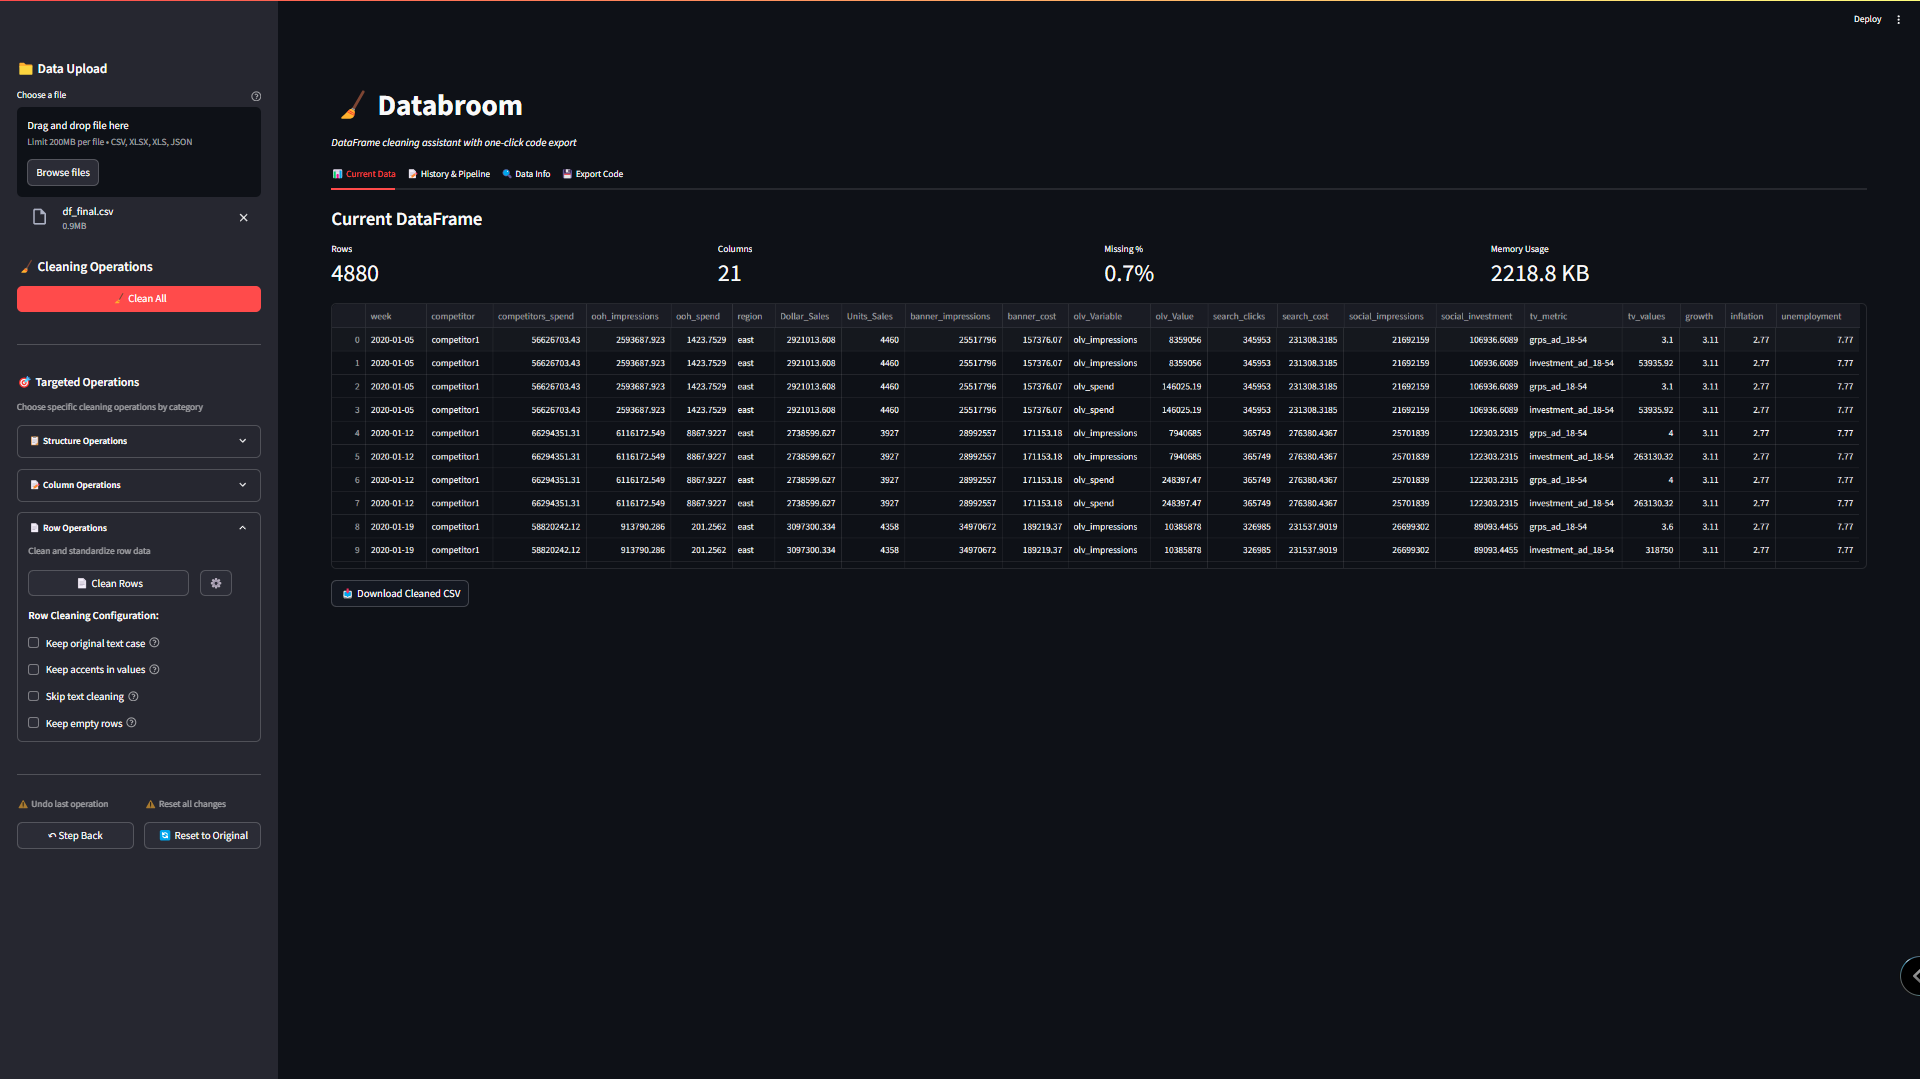 Deploy
Data Upload
Choose a file
Drag and drop file here
Limit 200MB per file • CSV, XLSX, XLS, JSON
Browse files
df_final.csv
0.9MB
Cleaning Operations
Clean All
Targeted Operations
Choose specific cleaning operations by category
Structure Operations
Column Operations
Row Operations
Clean and standardize row data
Clean Rows
Row Cleaning Configuration:
Keep original text case
Keep accents in values
Skip text cleaning
Keep empty rows
Undo last operation
Reset all changes
Step Back
Reset to Original
Databroom
DataFrame cleaning assistant with one-click code export
Current Data History & Pipeline Data Info Export Code
Current DataFrame
Rows Columns Missing % Memory Usage
4880 21 0.7% 2218.8 KB
week competitor competitors_spend ooh_impressions ooh_spend region Dollar_Sales Units_Sales banner_impressions banner_cost olv_Variable olv_Value search_clicks search_cost social_impressions social_investment tv_metric tv_values growth inflation unemployment
0 2020-01-05 competitor1 56626703.43 2593687.923 1423.7529 east 2921013.608 4460 25517796 157376.07 olv_impressions 8359056 345953 231308.3185 21692159 106936.6089 grps_ad_18-54 3.1 3.11 2.77 7.77
1 2020-01-05 competitor1 56626703.43 2593687.923 1423.7529 east 2921013.608 4460 25517796 157376.07 olv_impressions 8359056 345953 231308.3185 21692159 106936.6089 investment_ad_18-54 53935.92 3.11 2.77 7.77
2 2020-01-05 competitor1 56626703.43 2593687.923 1423.7529 east 2921013.608 4460 25517796 157376.07 olv_spend 146025.19 345953 231308.3185 21692159 106936.6089 grps_ad_18-54 3.1 3.11 2.77 7.77
3 2020-01-05 competitor1 56626703.43 2593687.923 1423.7529 east 2921013.608 4460 25517796 157376.07 olv_spend 146025.19 345953 231308.3185 21692159 106936.6089 investment_ad_18-54 53935.92 3.11 2.77 7.77
4 2020-01-12 competitor1 66294351.31 6116172.549 8867.9227 east 2738599.627 3927 28992557 171153.18 olv_impressions 7940685 365749 276380.4367 25701839 122303.2315 grps_ad_18-54 4 3.11 2.77 7.77
5 2020-01-12 competitor1 66294351.31 6116172.549 8867.9227 east 2738599.627 3927 28992557 171153.18 olv_impressions 7940685 365749 276380.4367 25701839 122303.2315 investment_ad_18-54 263130.32 3.11 2.77 7.77
6 2020-01-12 competitor1 66294351.31 6116172.549 8867.9227 east 2738599.627 3927 28992557 171153.18 olv_spend 248397.47 365749 276380.4367 25701839 122303.2315 grps_ad_18-54 4 3.11 2.77 7.77
7 2020-01-12 competitor1 66294351.31 6116172.549 8867.9227 east 2738599.627 3927 28992557 171153.18 olv_spend 248397.47 365749 276380.4367 25701839 122303.2315 investment_ad_18-54 263130.32 3.11 2.77 7.77
8 2020-01-19 competitor1 58820242.12 913790.286 201.2562 east 3097300.334 4358 34970672 189219.37 olv_impressions 10385878 326985 231537.9019 26699302 89093.4455 grps_ad_18-54 3.6 3.11 2.77 7.77
9 2020-01-19 competitor1 58820242.12 913790.286 201.2562 east 3097300.334 4358 34970672 189219.37 olv_impressions 10385878 326985 231537.9019 26699302 89093.4455 investment_ad_18-54 318750 3.11 2.77 7.77
Download Cleaned CSV